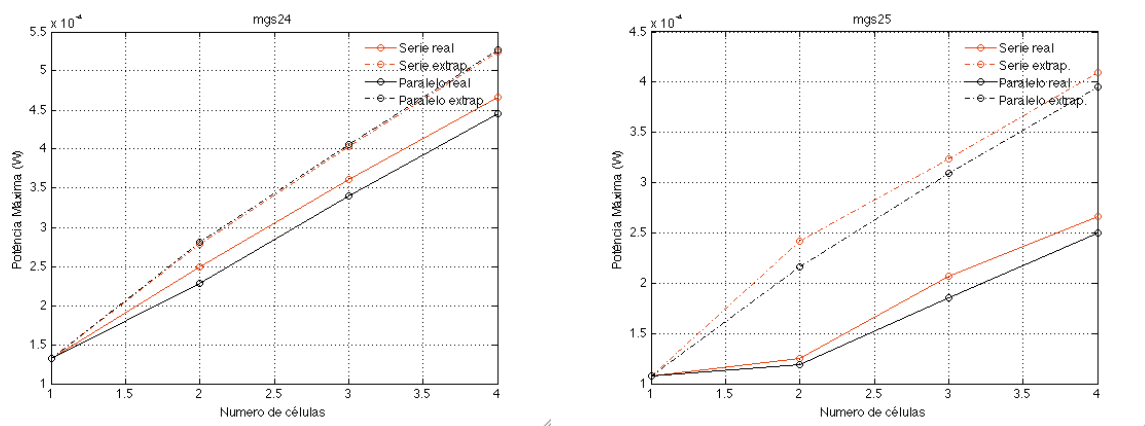 x 10⁻⁴
mgs24
5.5
5
4.5
4
3.5
3
2.5
2
1.5
1
Potência Máxima (W)
Serie real
Serie extrap.
Paralelo real
Paralelo extrap.
1
1.5
2
2.5
3
3.5
4
Numero de células
x 10⁻⁴
mgs25
4.5
4
3.5
3
2.5
2
1.5
1
Potência Máxima (W)
Serie real
Serie extrap.
Paralelo real
Paralelo extrap.
1
1.5
2
2.5
3
3.5
4
Numero de células